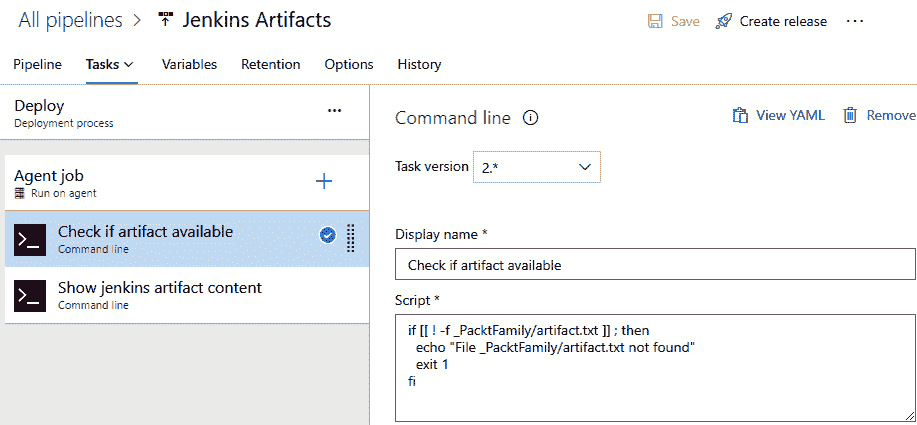 All pipelines > Jenkins Artifacts
Save Create release ...
Pipeline Tasks Variables Retention Options History
Deploy
Deployment process
...
Agent job
Run on agent
Check if artifact available
Command line
Show jenkins artifact content
Command line
Command line
View YAML Remove
Task version 2.*
Display name *
Check if artifact available
Script *
if [[ ! -f _PacktFamily/artifact.txt ]] ; then
  echo "File _PacktFamily/artifact.txt not found"
  exit 1
fi